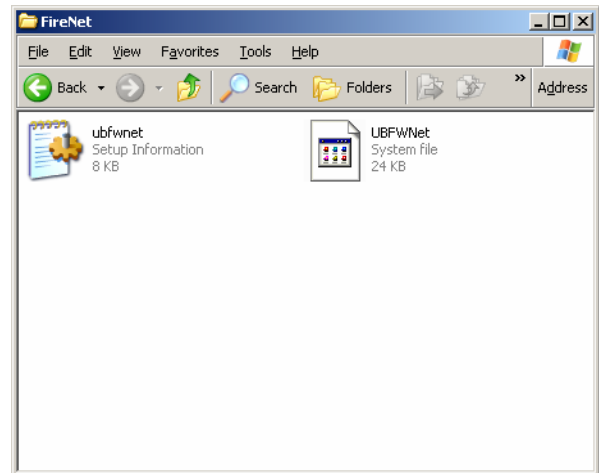 FireNet
File Edit View Favorites Tools Help
Back Search Folders » Address
ubfwnet
Setup Information
8 KB
UBFWNet
System file
24 KB